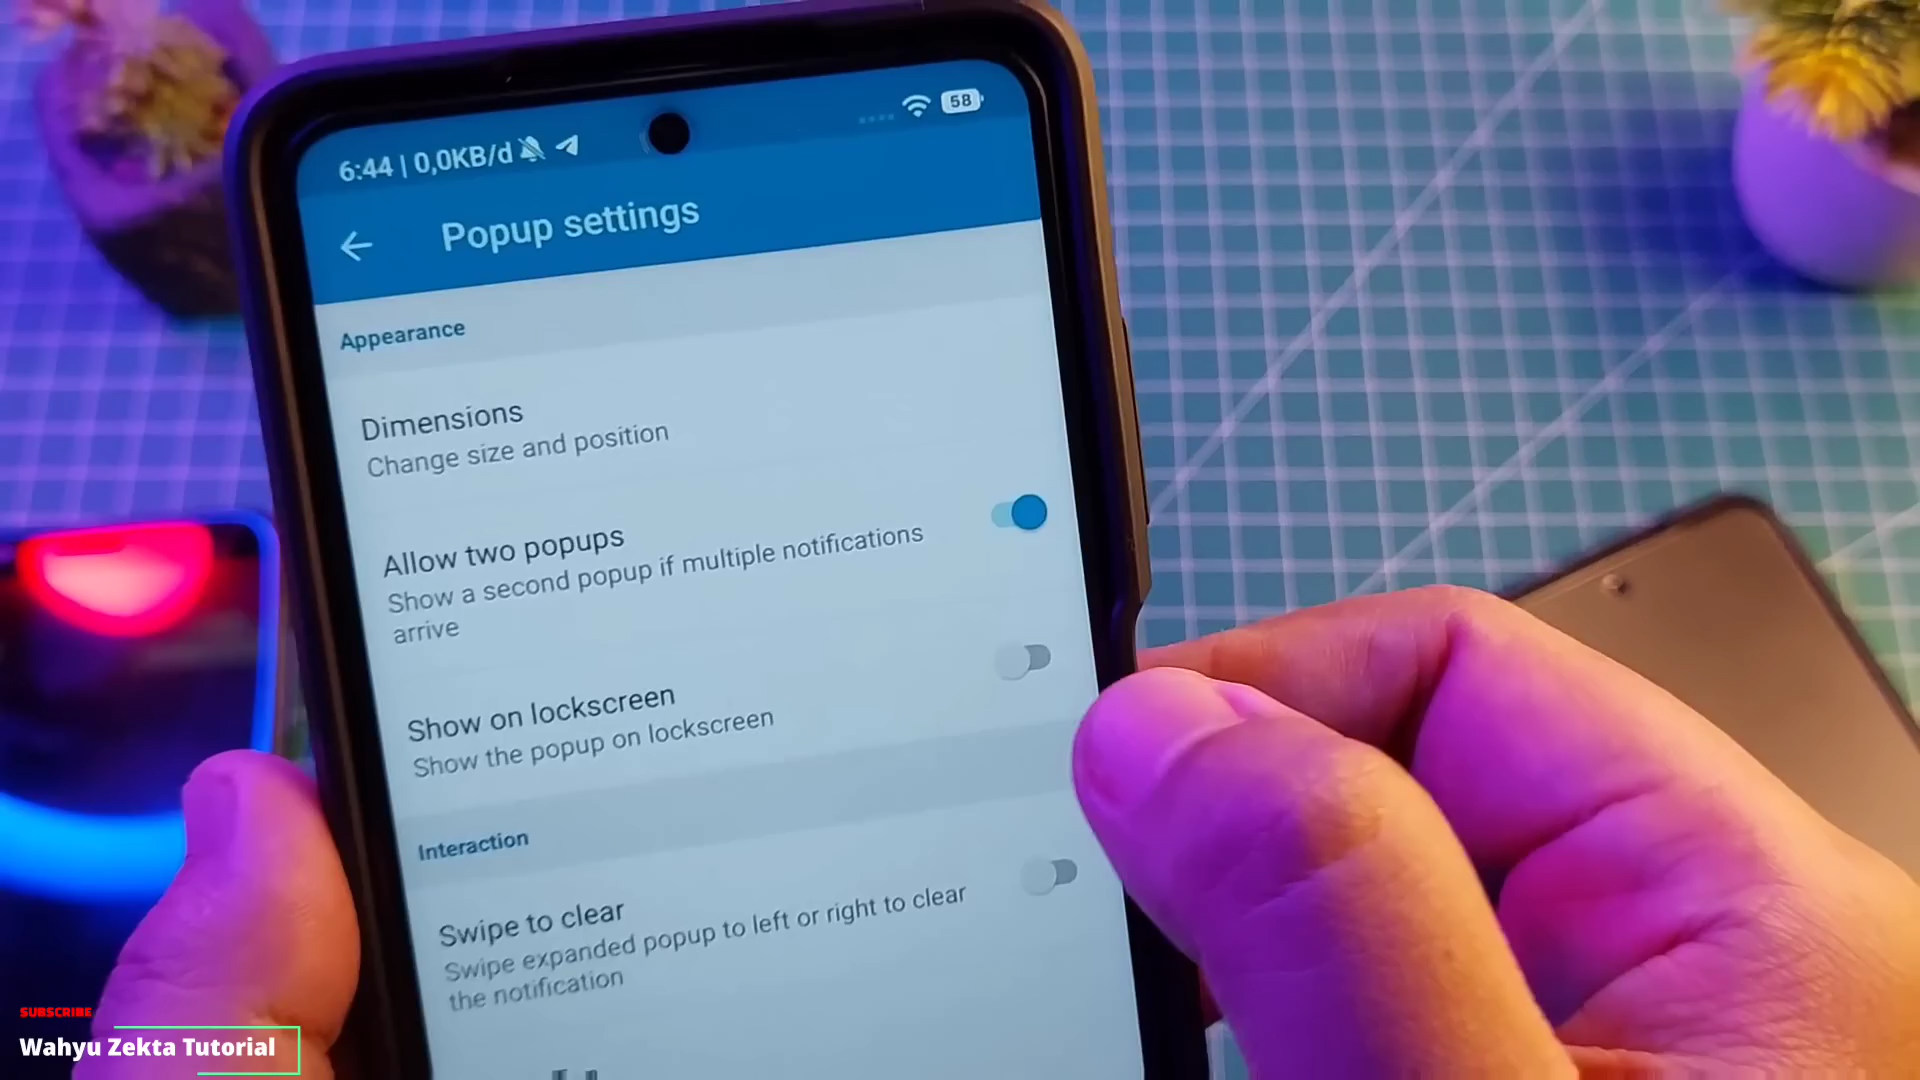 6:44 | 0,0KB/d
58
Popup settings
Appearance
Dimensions
Change size and position
Allow two popups
Show a second popup if multiple notifications
arrive
Show on lockscreen
Show the popup on lockscreen
Interaction
Swipe to clear
Swipe expanded popup to left or right to clear
the notification
SUBSCRIBE
Wahyu Zekta Tutorial